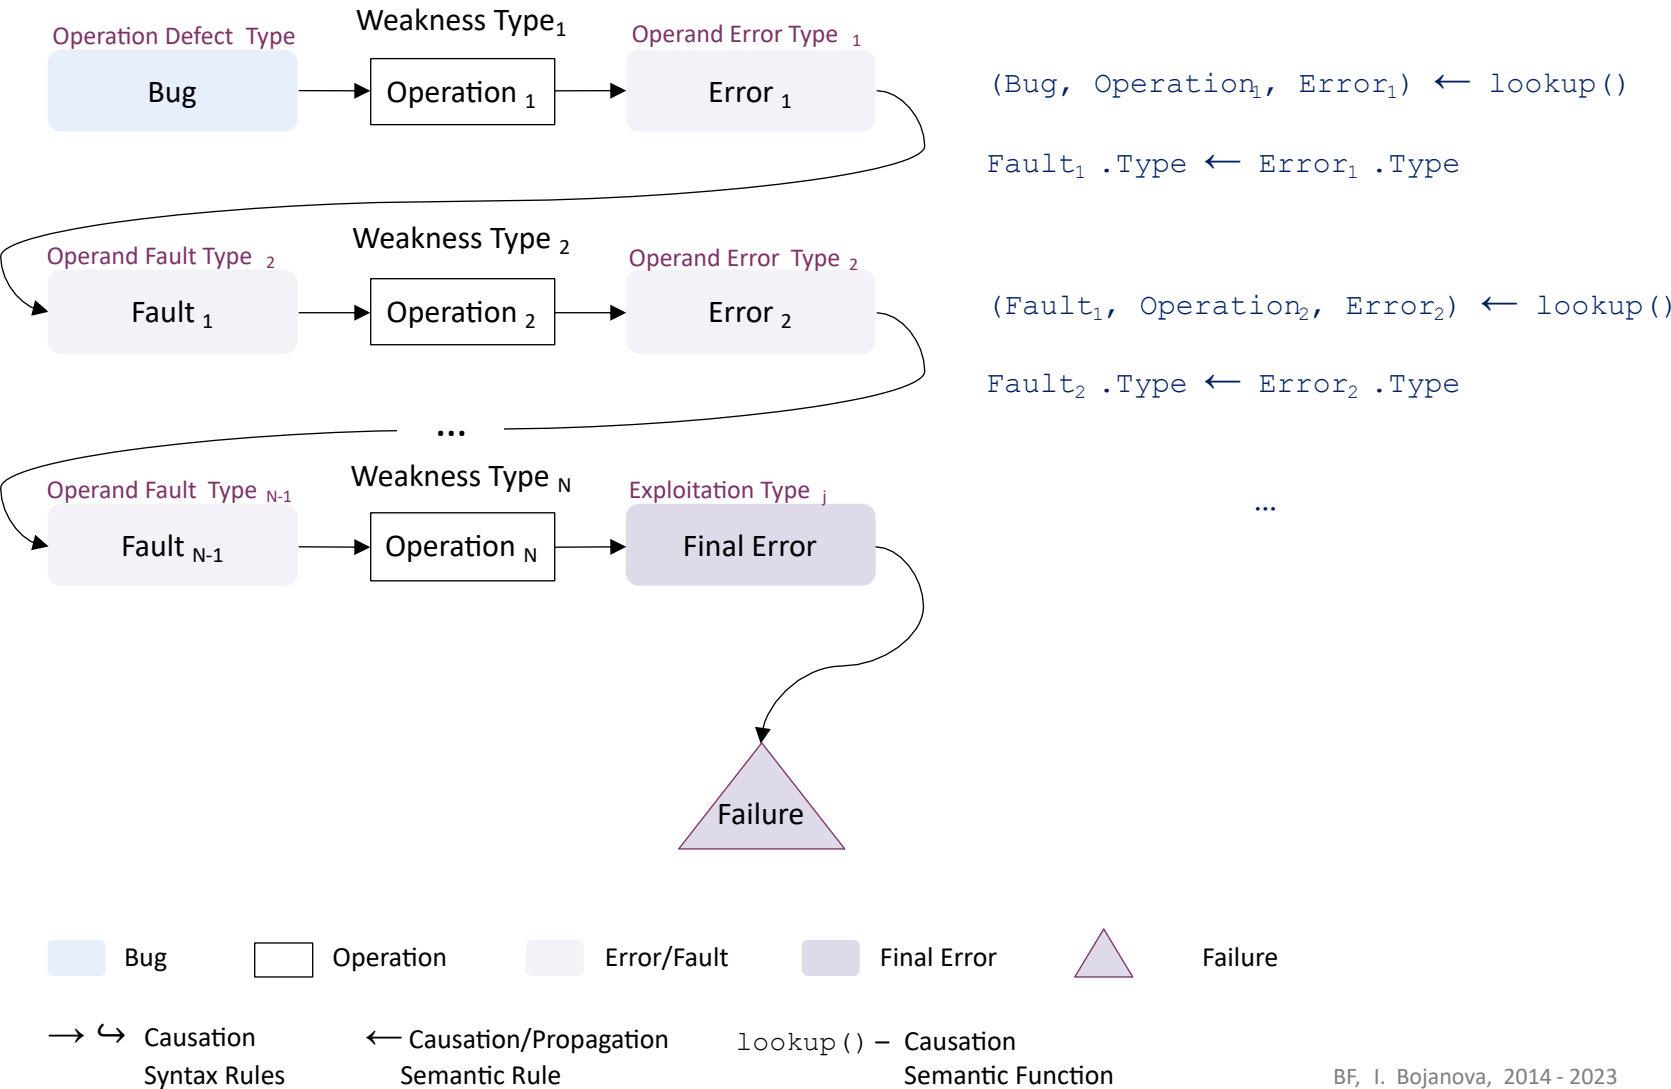 Weakness Type1
Operation Defect Type
Operand Error Type 1
Bug
Operation 1
Error 1
(Bug, Operation1, Error1) ← lookup()
Fault1 .Type ← Error1 .Type
Weakness Type 2
Operand Fault Type 2
Operand Error Type 2
Fault 1
Operation 2
Error 2
(Fault1, Operation2, Error2) ← lookup()
Fault2 .Type ← Error2 .Type
...
Weakness Type N
Operand Fault Type N-1
Exploitation Type j
...
Fault N-1
Operation N
Final Error
Failure
Bug
Operation
Error/Fault
Final Error
Failure
→ ↪ Causation
Syntax Rules
← Causation/Propagation
Semantic Rule
lookup() – Causation
Semantic Function
BF, I. Bojanova, 2014 - 2023